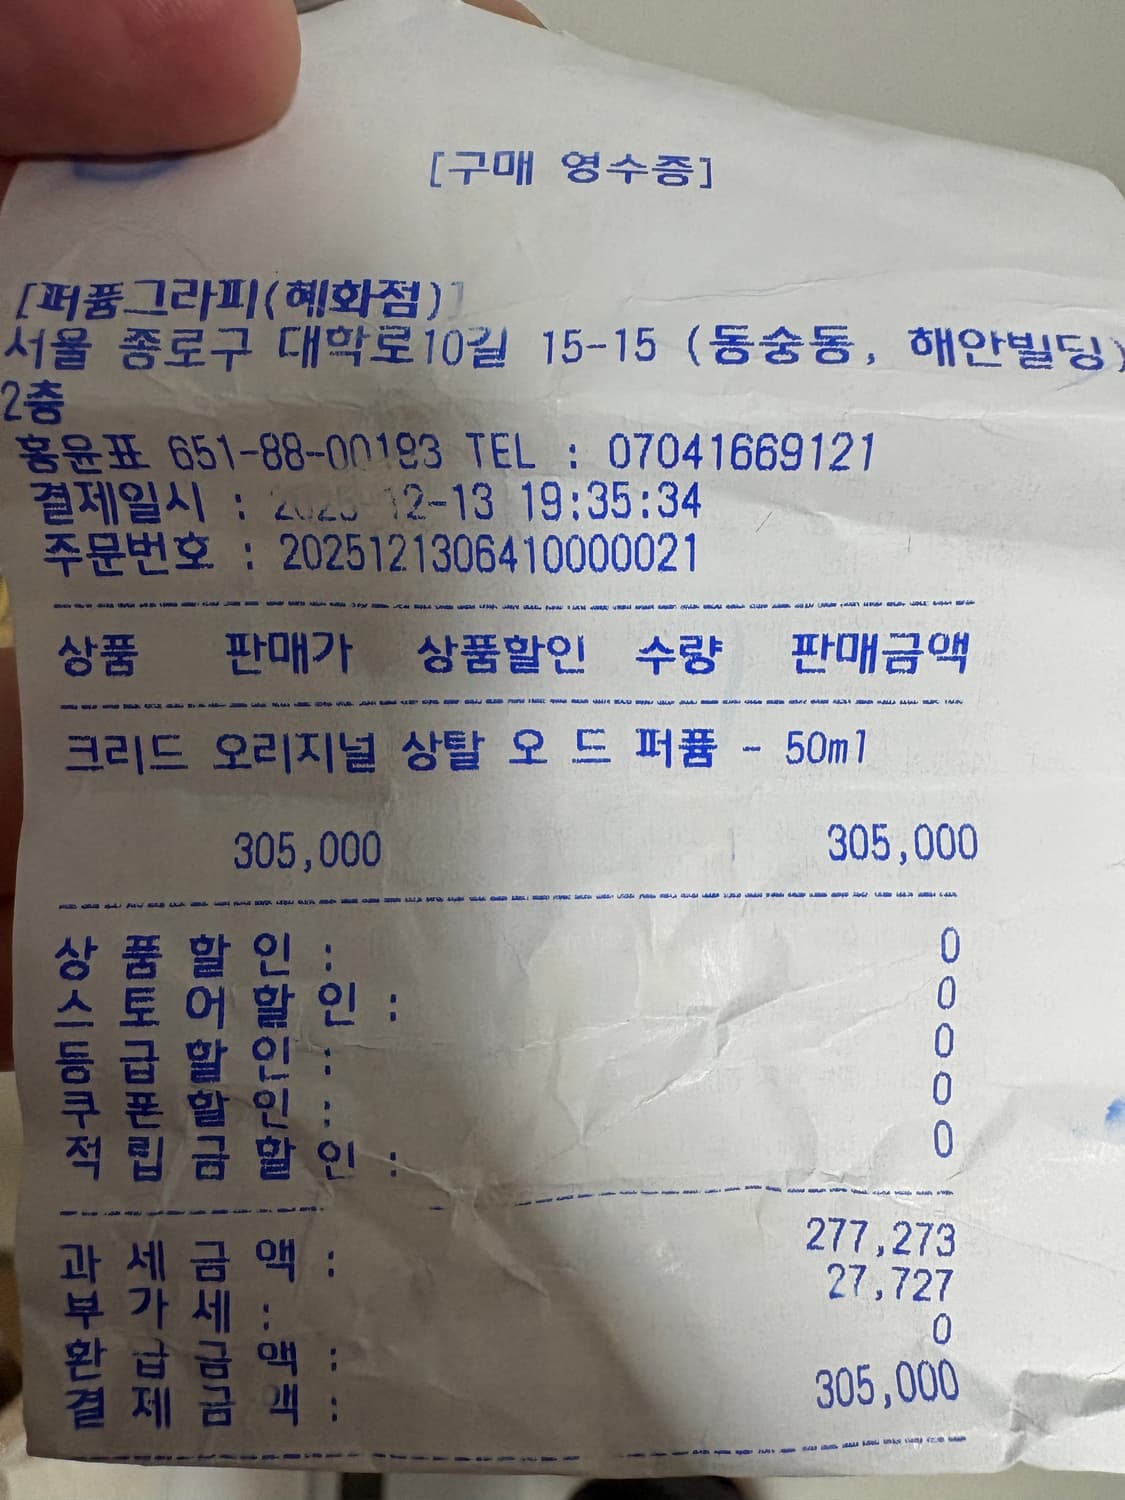 [구매 영수증]
[퍼퓸그라피(혜화점)]
서울 종로구 대학로10길 15-15 (동숭동, 해안빌딩)
2층
홍윤표 651-88-00193 TEL : 07041669121
결제일시 : 2025-12-13 19:35:34
주문번호 : 2025121306410000021
상품 판매가 상품할인 수량 판매금액
크리드 오리지널 상탈 오 드 퍼퓸 - 50ml
305,000 305,000
상품할인: 0
스토어할인: 0
등급할인: 0
쿠폰할인: 0
적립금할인: 0
과세금액: 277,273
부가세: 27,727
환급금액: 0
결제금액: 305,000